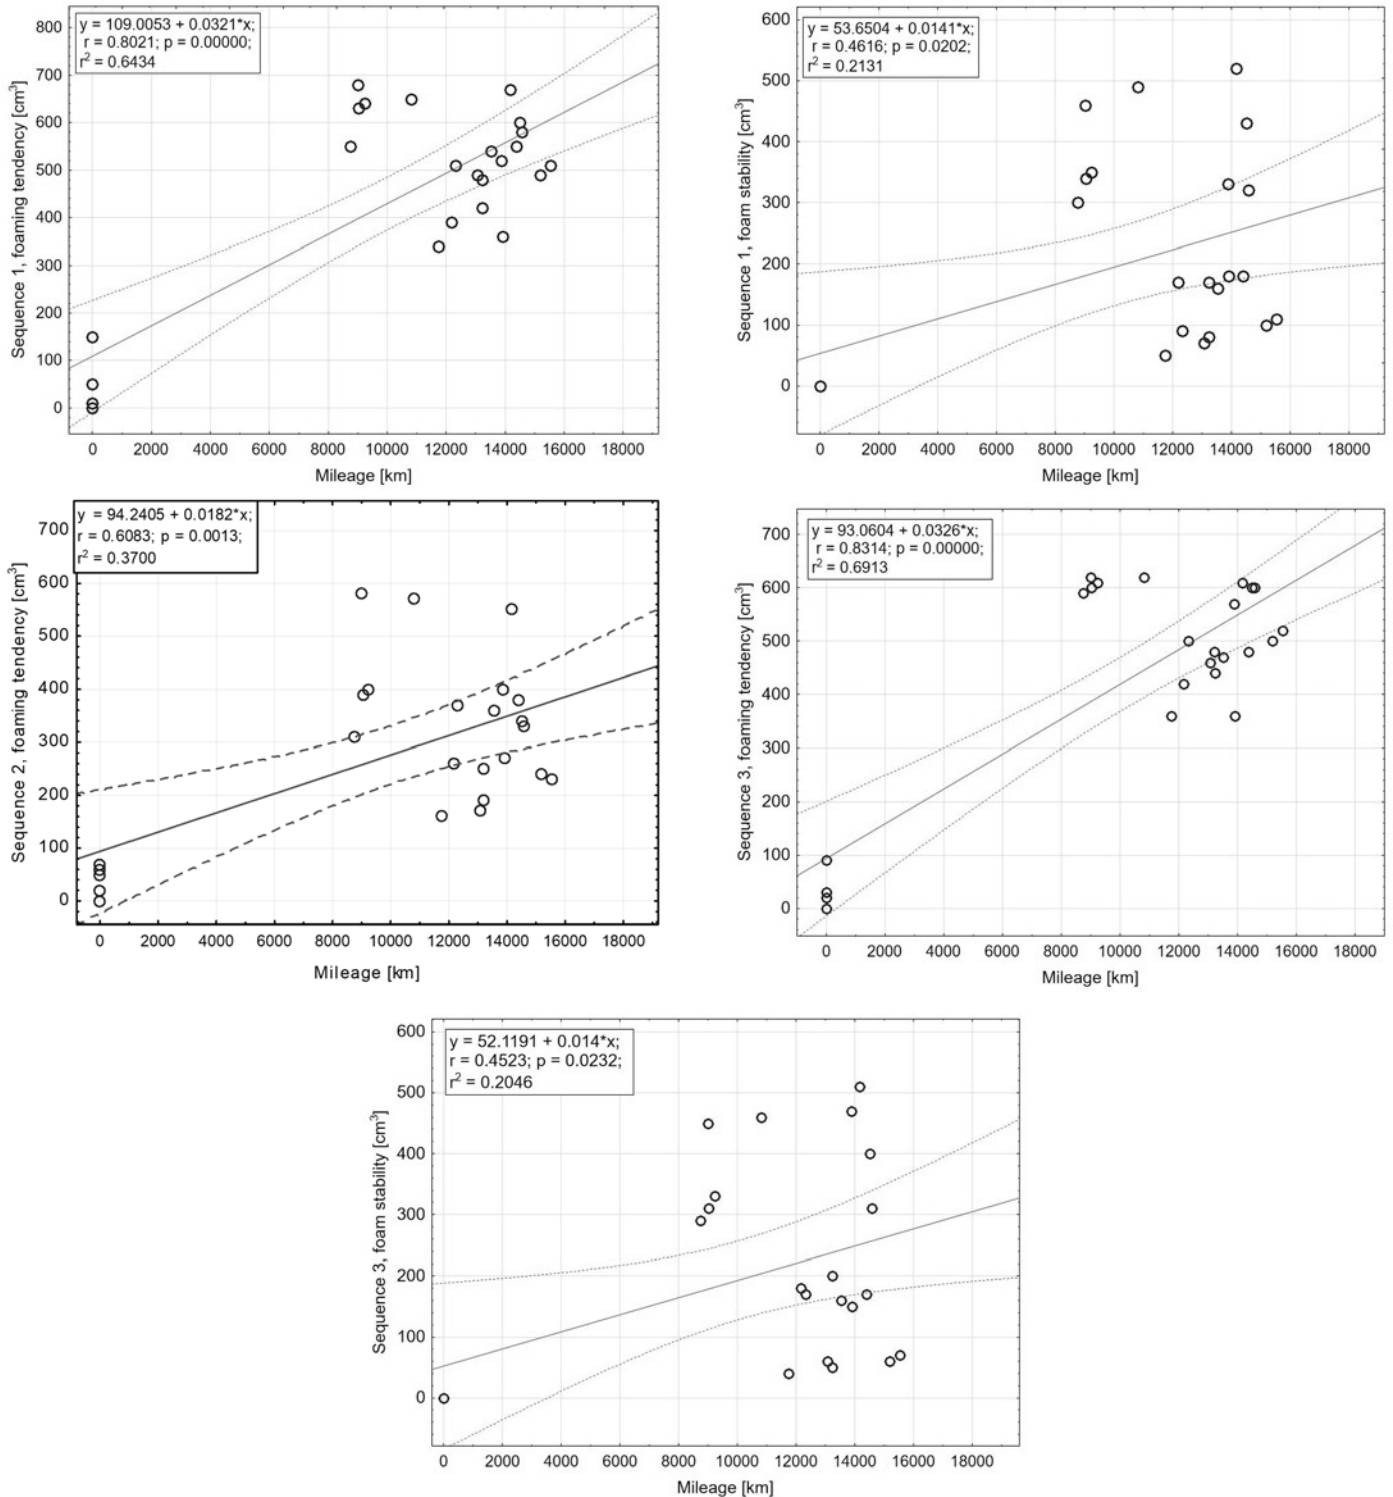 y = 109.0053 + 0.0321*x;
r = 0.8021; p = 0.00000;
r² = 0.6434
Sequence 1, foaming tendency [cm³]
800
700
600
500
400
300
200
100
0
0 2000 4000 6000 8000 10000 12000 14000 16000 18000
Mileage [km]
y = 53.6504 + 0.0141*x;
r = 0.4616; p = 0.0202;
r² = 0.2131
Sequence 1, foam stability [cm³]
600
500
400
300
200
100
0
0 2000 4000 6000 8000 10000 12000 14000 16000 18000
Mileage [km]
y = 94.2405 + 0.0182*x;
r = 0.6083; p = 0.0013;
r² = 0.3700
Sequence 2, foaming tendency [cm³]
700
600
500
400
300
200
100
0
0 2000 4000 6000 8000 10000 12000 14000 16000 18000
Mileage [km]
y = 93.0604 + 0.0326*x;
r = 0.8314; p = 0.00000;
r² = 0.6913
Sequence 3, foaming tendency [cm³]
700
600
500
400
300
200
100
0
0 2000 4000 6000 8000 10000 12000 14000 16000 18000
Mileage [km]
y = 52.1191 + 0.014*x;
r = 0.4523; p = 0.0232;
r² = 0.2046
Sequence 3, foam stability [cm³]
600
500
400
300
200
100
0
0 2000 4000 6000 8000 10000 12000 14000 16000 18000
Mileage [km]